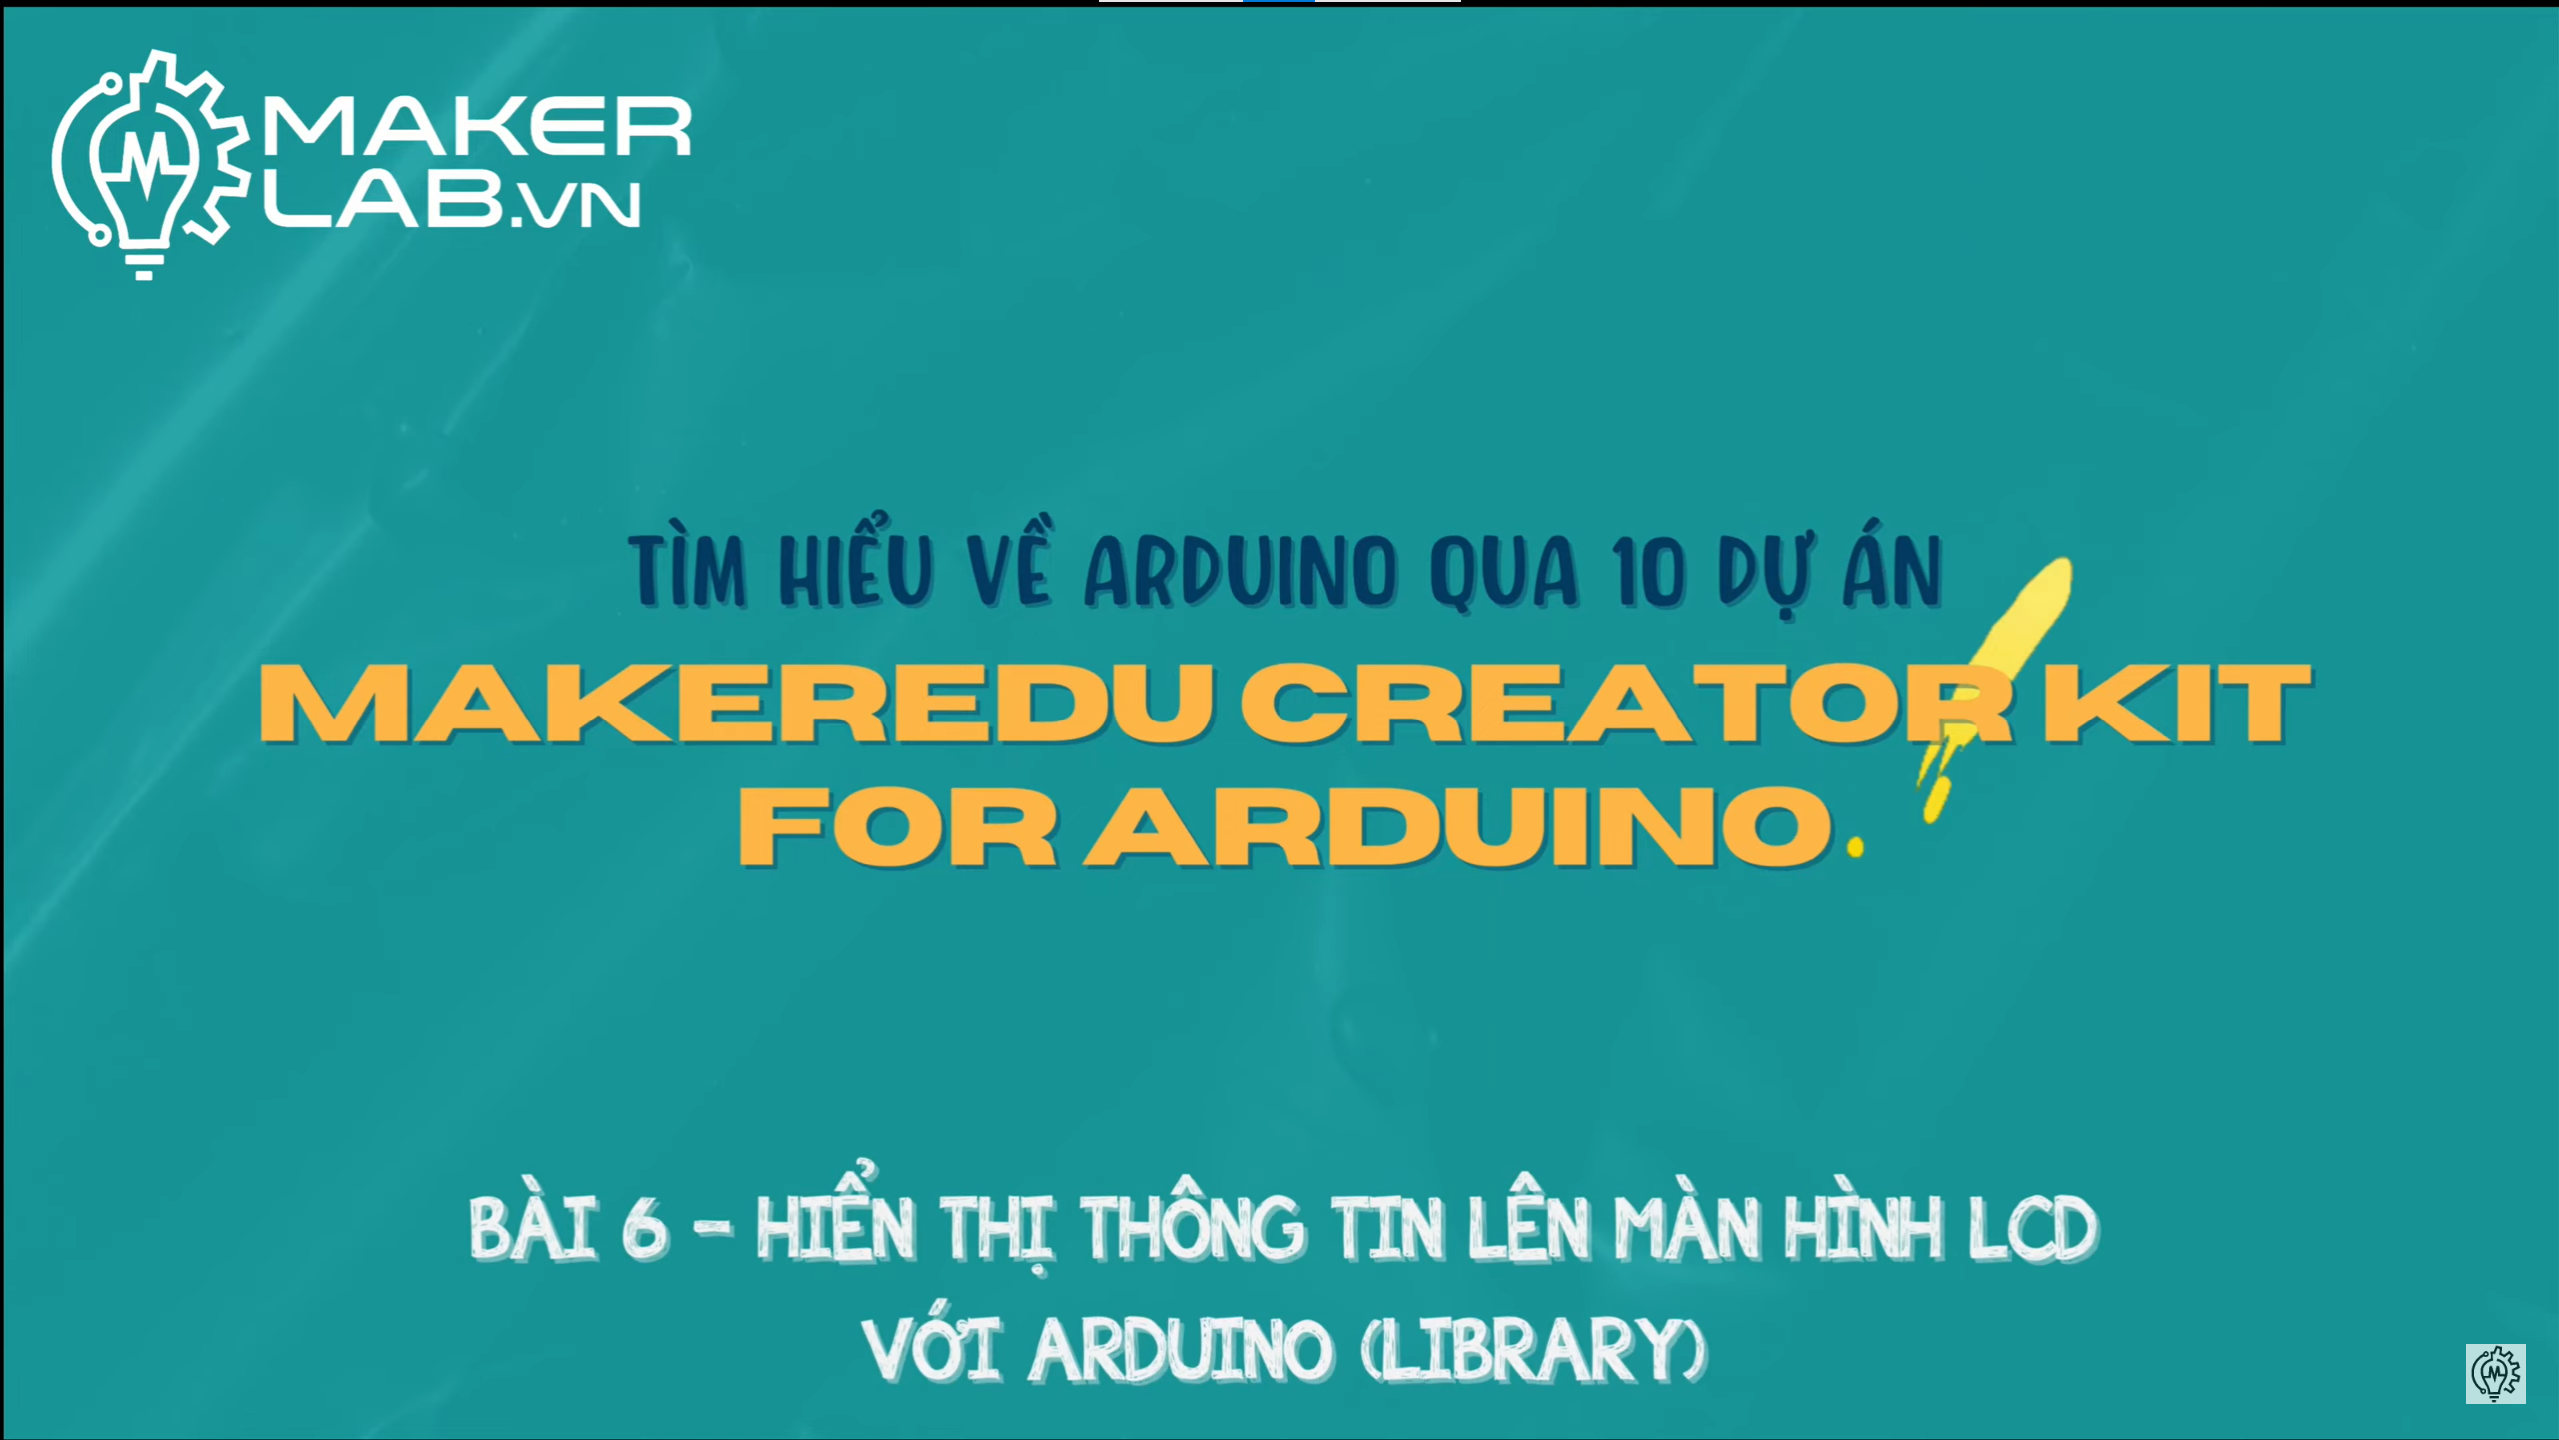 MAKER
LAB.VN
TÌM HIỂU VỀ ARDUINO QUA 10 DỰ ÁN
MAKEREDU CREATOR KIT
FOR ARDUINO
BÀI 6 - HIỂN THỊ THÔNG TIN LÊN MÀN HÌNH LCD
VỚI ARDUINO (LIBRARY)